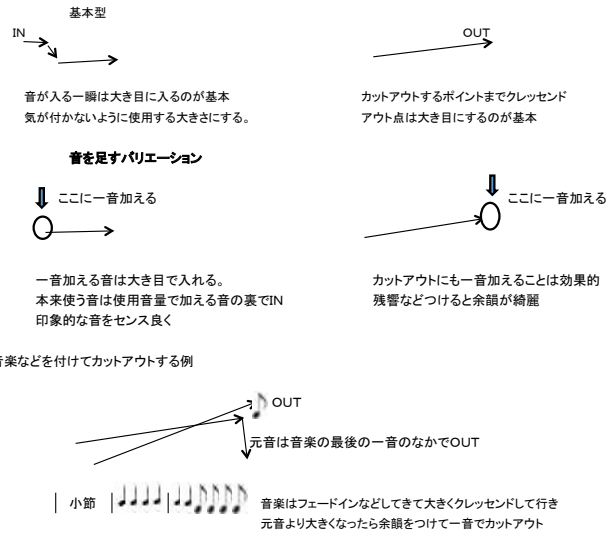 基本型
IN
OUT
音が入る一瞬は大き目に入るのが基本
気が付かないように使用する大きさにする。
カットアウトするポイントまでクレッセンド
アウト点は大き目にするのが基本
音を足すバリエーション
ここに一音加える
ここに一音加える
一音加える音は大き目で入れる。
本来使う音は使用音量で加える音の裏でIN
印象的な音をセンス良く
カットアウトにも一音加えることは効果的
残響などつけると余韻が綺麗
音楽などを付けてカットアウトする例
OUT
元音は音楽の最後の一音のなかでOUT
小節
音楽はフェードインなどしてきて大きくクレッセンドして行き
元音より大きくなったら余韻をつけて一音でカットアウト